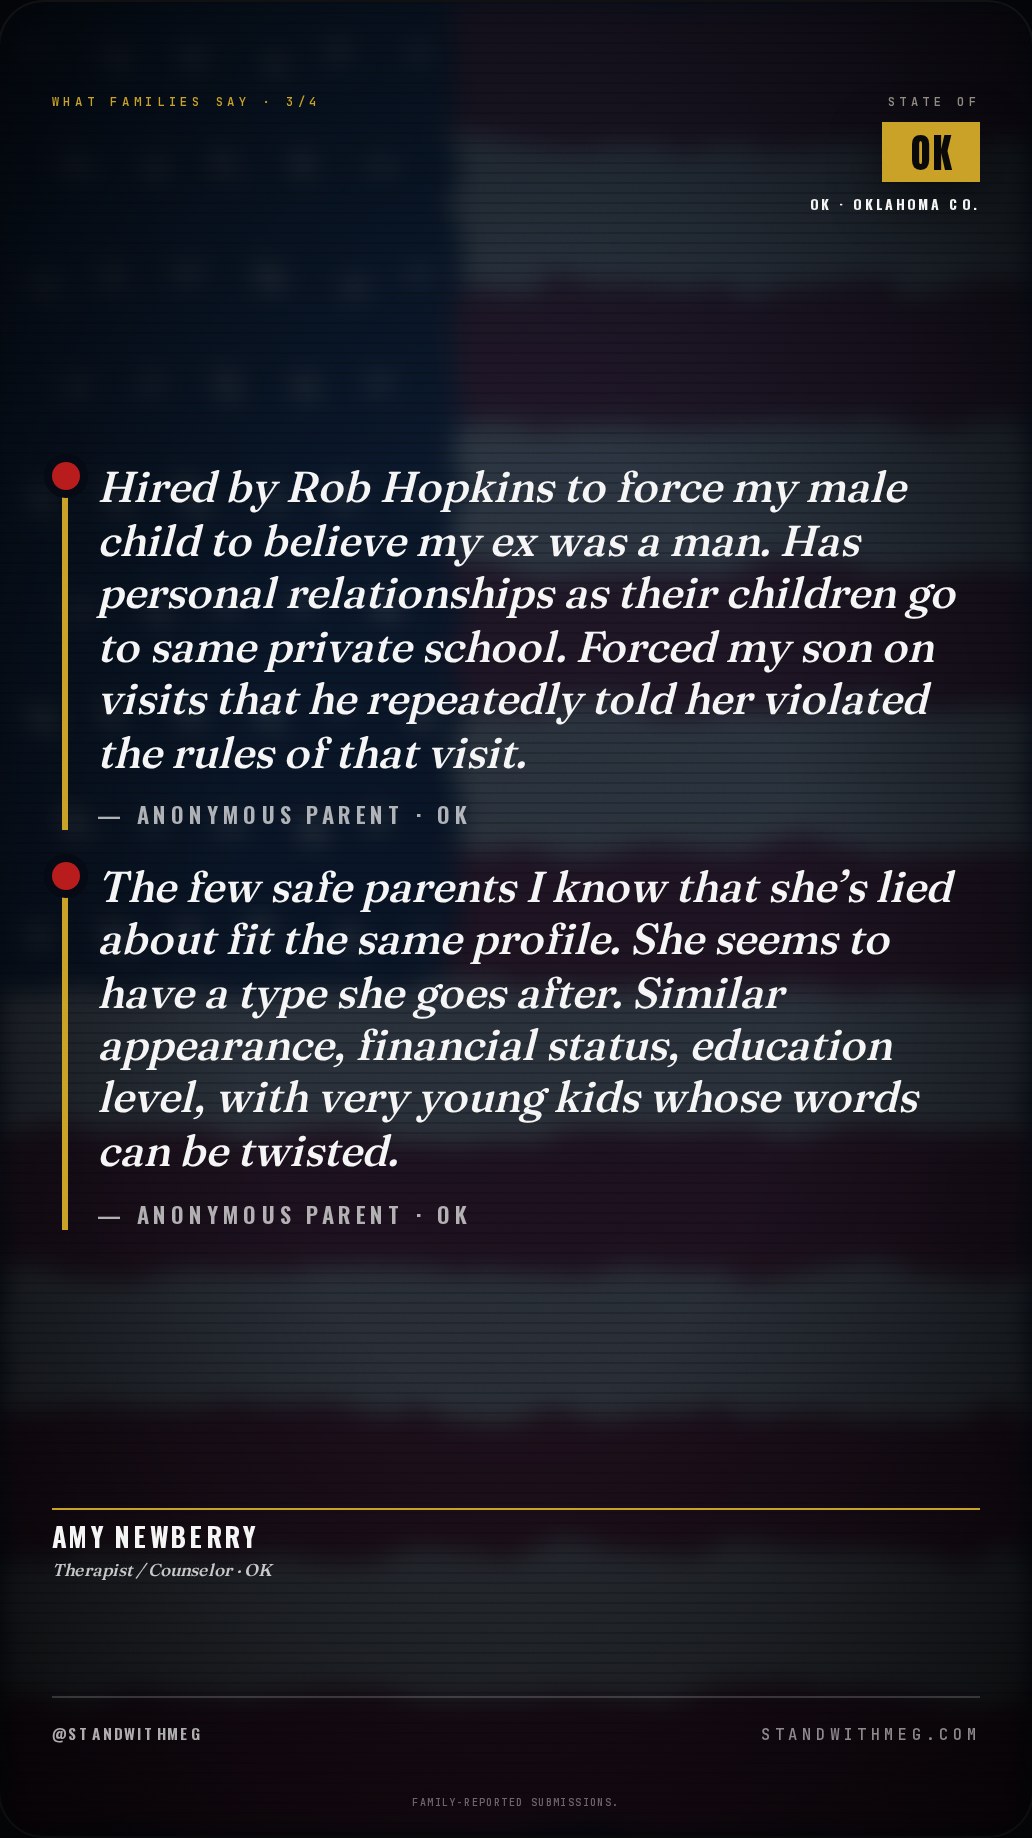 WHAT FAMILIES SAY · 3/4
STATE OF
OK
OK · OKLAHOMA CO.
Hired by Rob Hopkins to force my male
child to believe my ex was a man. Has
personal relationships as their children go
to same private school. Forced my son on
visits that he repeatedly told her violated
the rules of that visit.
— ANONYMOUS PARENT · OK
The few safe parents I know that she’s lied
about fit the same profile. She seems to
have a type she goes after. Similar
appearance, financial status, education
level, with very young kids whose words
can be twisted.
— ANONYMOUS PARENT · OK
AMY NEWBERRY
Therapist / Counselor · OK
@STANDWITHMEG
STANDWITHMEG.COM
FAMILY-REPORTED SUBMISSIONS.